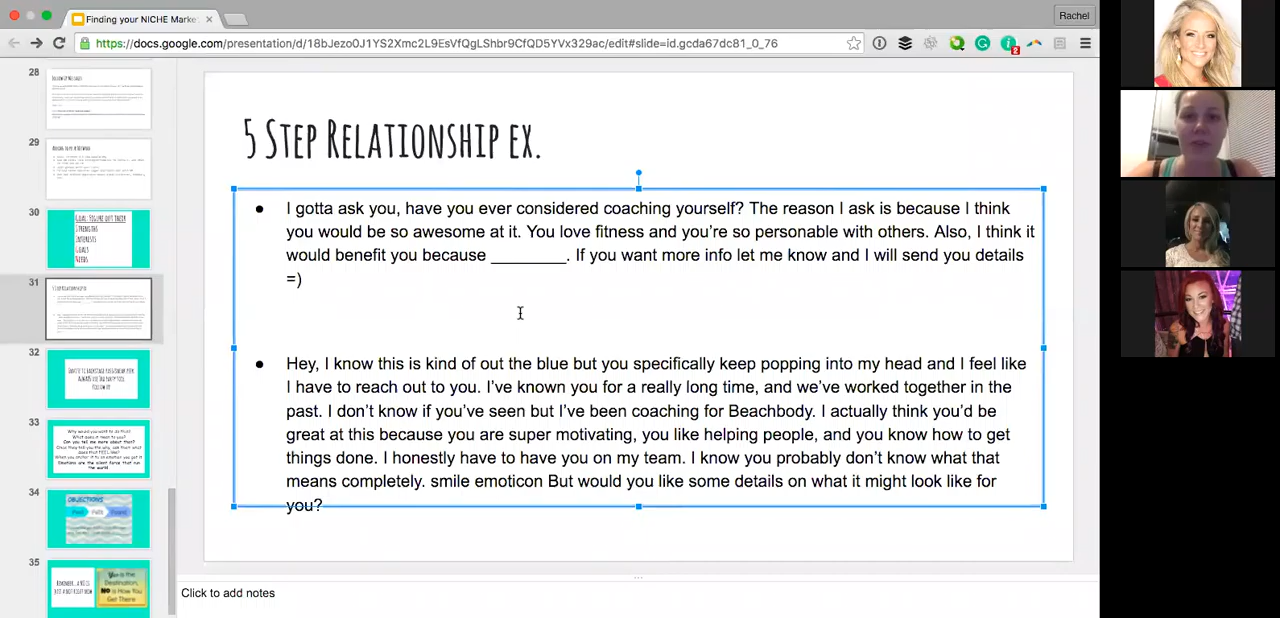 Finding your NICHE Marke
Rachel
https://docs.google.com/presentation/d/18bJezo0J1YS2Xmc2L9EsVfQgLShbr9CfQD5YVx329ac/edit#slide=id.gcda67dc81_0_76
2
28
29
30
GOAL: FIGURE OUT THEIR
STRENGTHS
INTERESTS
GOALS
NEEDS
31
32
33
34
OBJECTIONS
35
5 STEP RELATIONSHIP EX.
● I gotta ask you, have you ever considered coaching yourself? The reason I ask is because I think
you would be so awesome at it. You love fitness and you're so personable with others. Also, I think it
would benefit you because ________. If you want more info let me know and I will send you details
=)
● Hey, I know this is kind of out the blue but you specifically keep popping into my head and I feel like
I have to reach out to you. I've known you for a really long time, and we've worked together in the
past. I don't know if you've seen but I've been coaching for Beachbody. I actually think you'd be
great at this because you are super motivating, you like helping people, and you know how to get
things done. I honestly have to have you on my team. I know you probably don't know what that
means completely. smile emoticon But would you like some details on what it might look like for
you?
Click to add notes